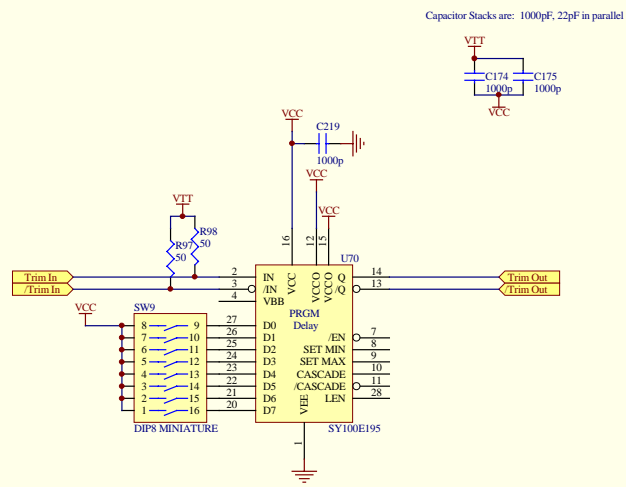 Capacitor Stacks are: 1000pF, 22pF in parallel
VTT
C174
1000p
C175
1000p
VCC
VCC
C219
1000p
VCC
VCC
VTT
R98
50
R97
50
16
12
15
U70
Trim In
2
IN
VCC
VCCO
VCCO
Q
14
Trim Out
/Trim In
3
/IN
/Q
13
/Trim Out
4
VBB
PRGM
Delay
VCC
SW9
8
9
27
D0
7
10
26
D1
/EN
7
6
11
25
D2
SET MIN
8
5
12
24
D3
SET MAX
9
4
13
23
D4
CASCADE
10
3
14
22
D5
/CASCADE
11
2
15
21
D6
LEN
28
1
16
20
D7
VEE
DIP8 MINIATURE
SY100E195
1